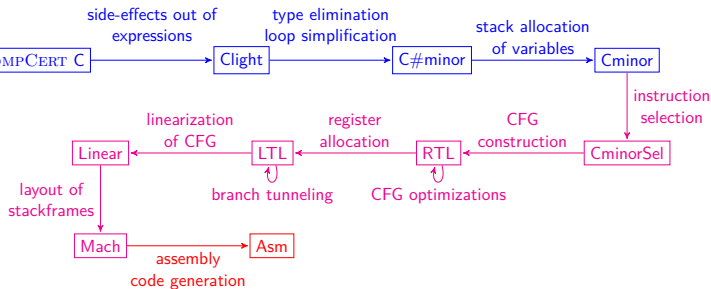 side-effects out of
expressions
type elimination
loop simplification
stack allocation
of variables
OMPCERT C
Clight
C#minor
Cminor
instruction
selection
linearization
of CFG
register
allocation
CFG
construction
Linear
LTL
RTL
CminorSel
branch tunneling
CFG optimizations
layout of
stackframes
Mach
Asm
assembly
code generation